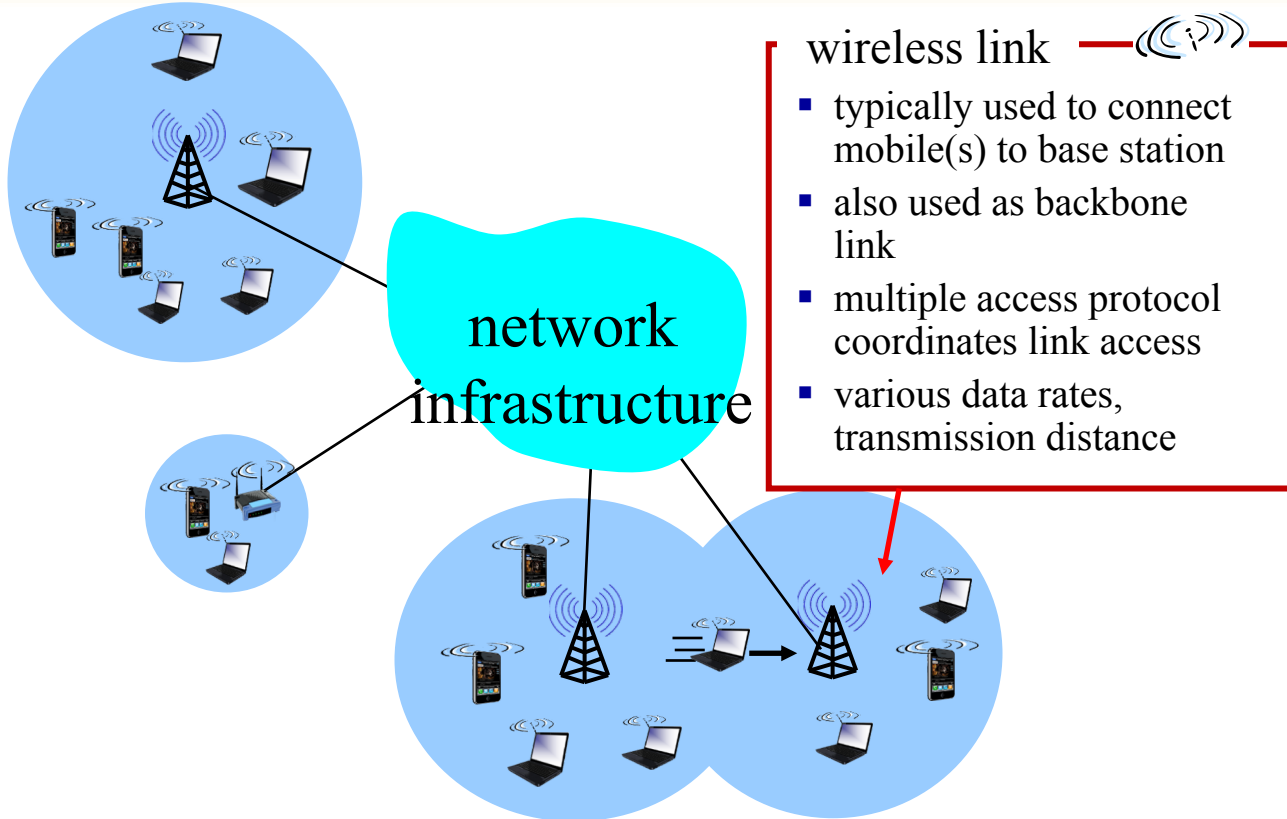 wireless link
▪ typically used to connect
mobile(s) to base station
▪ also used as backbone
link
▪ multiple access protocol
coordinates link access
▪ various data rates,
transmission distance
network
infrastructure